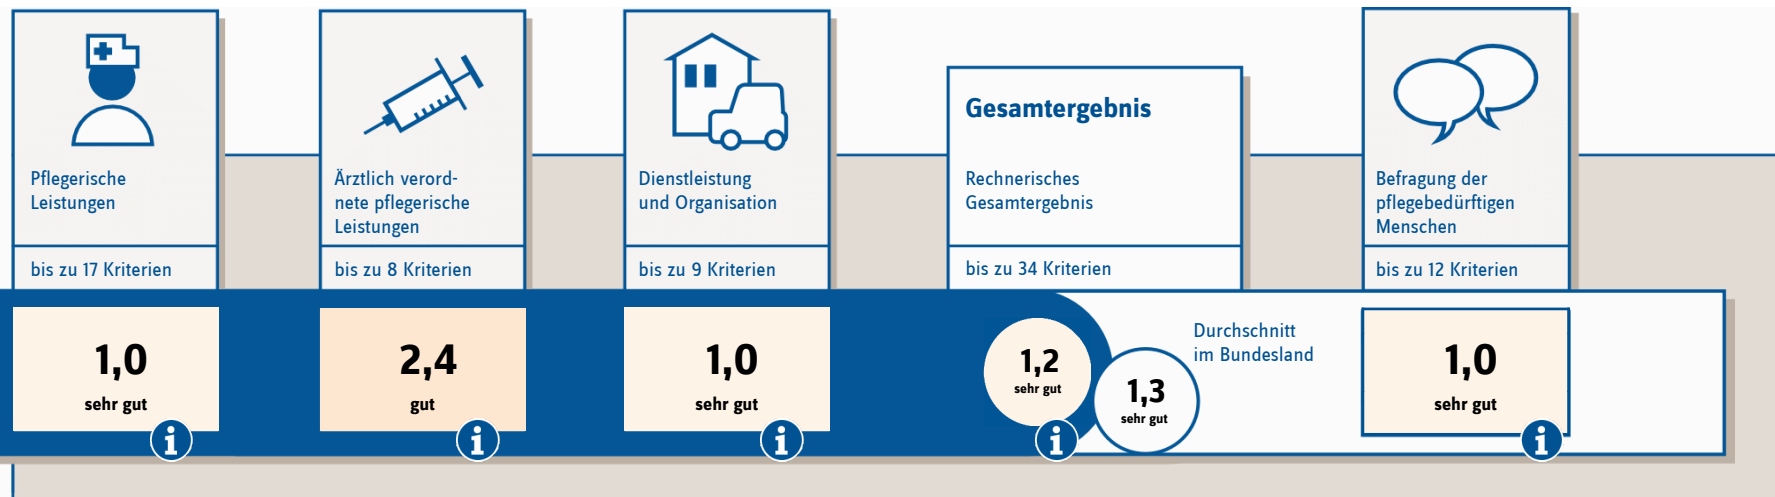 Pflegerische
Leistungen
bis zu 17 Kriterien
1,0
sehr gut
i
Ärztlich verord-
nete pflegerische
Leistungen
bis zu 8 Kriterien
2,4
gut
i
Dienstleistung
und Organisation
bis zu 9 Kriterien
1,0
sehr gut
i
Gesamtergebnis
Rechnerisches
Gesamtergebnis
bis zu 34 Kriterien
1,2
sehr gut
i
1,3
sehr gut
Durchschnitt
im Bundesland
Befragung der
pflegebedürftigen
Menschen
bis zu 12 Kriterien
1,0
sehr gut
i